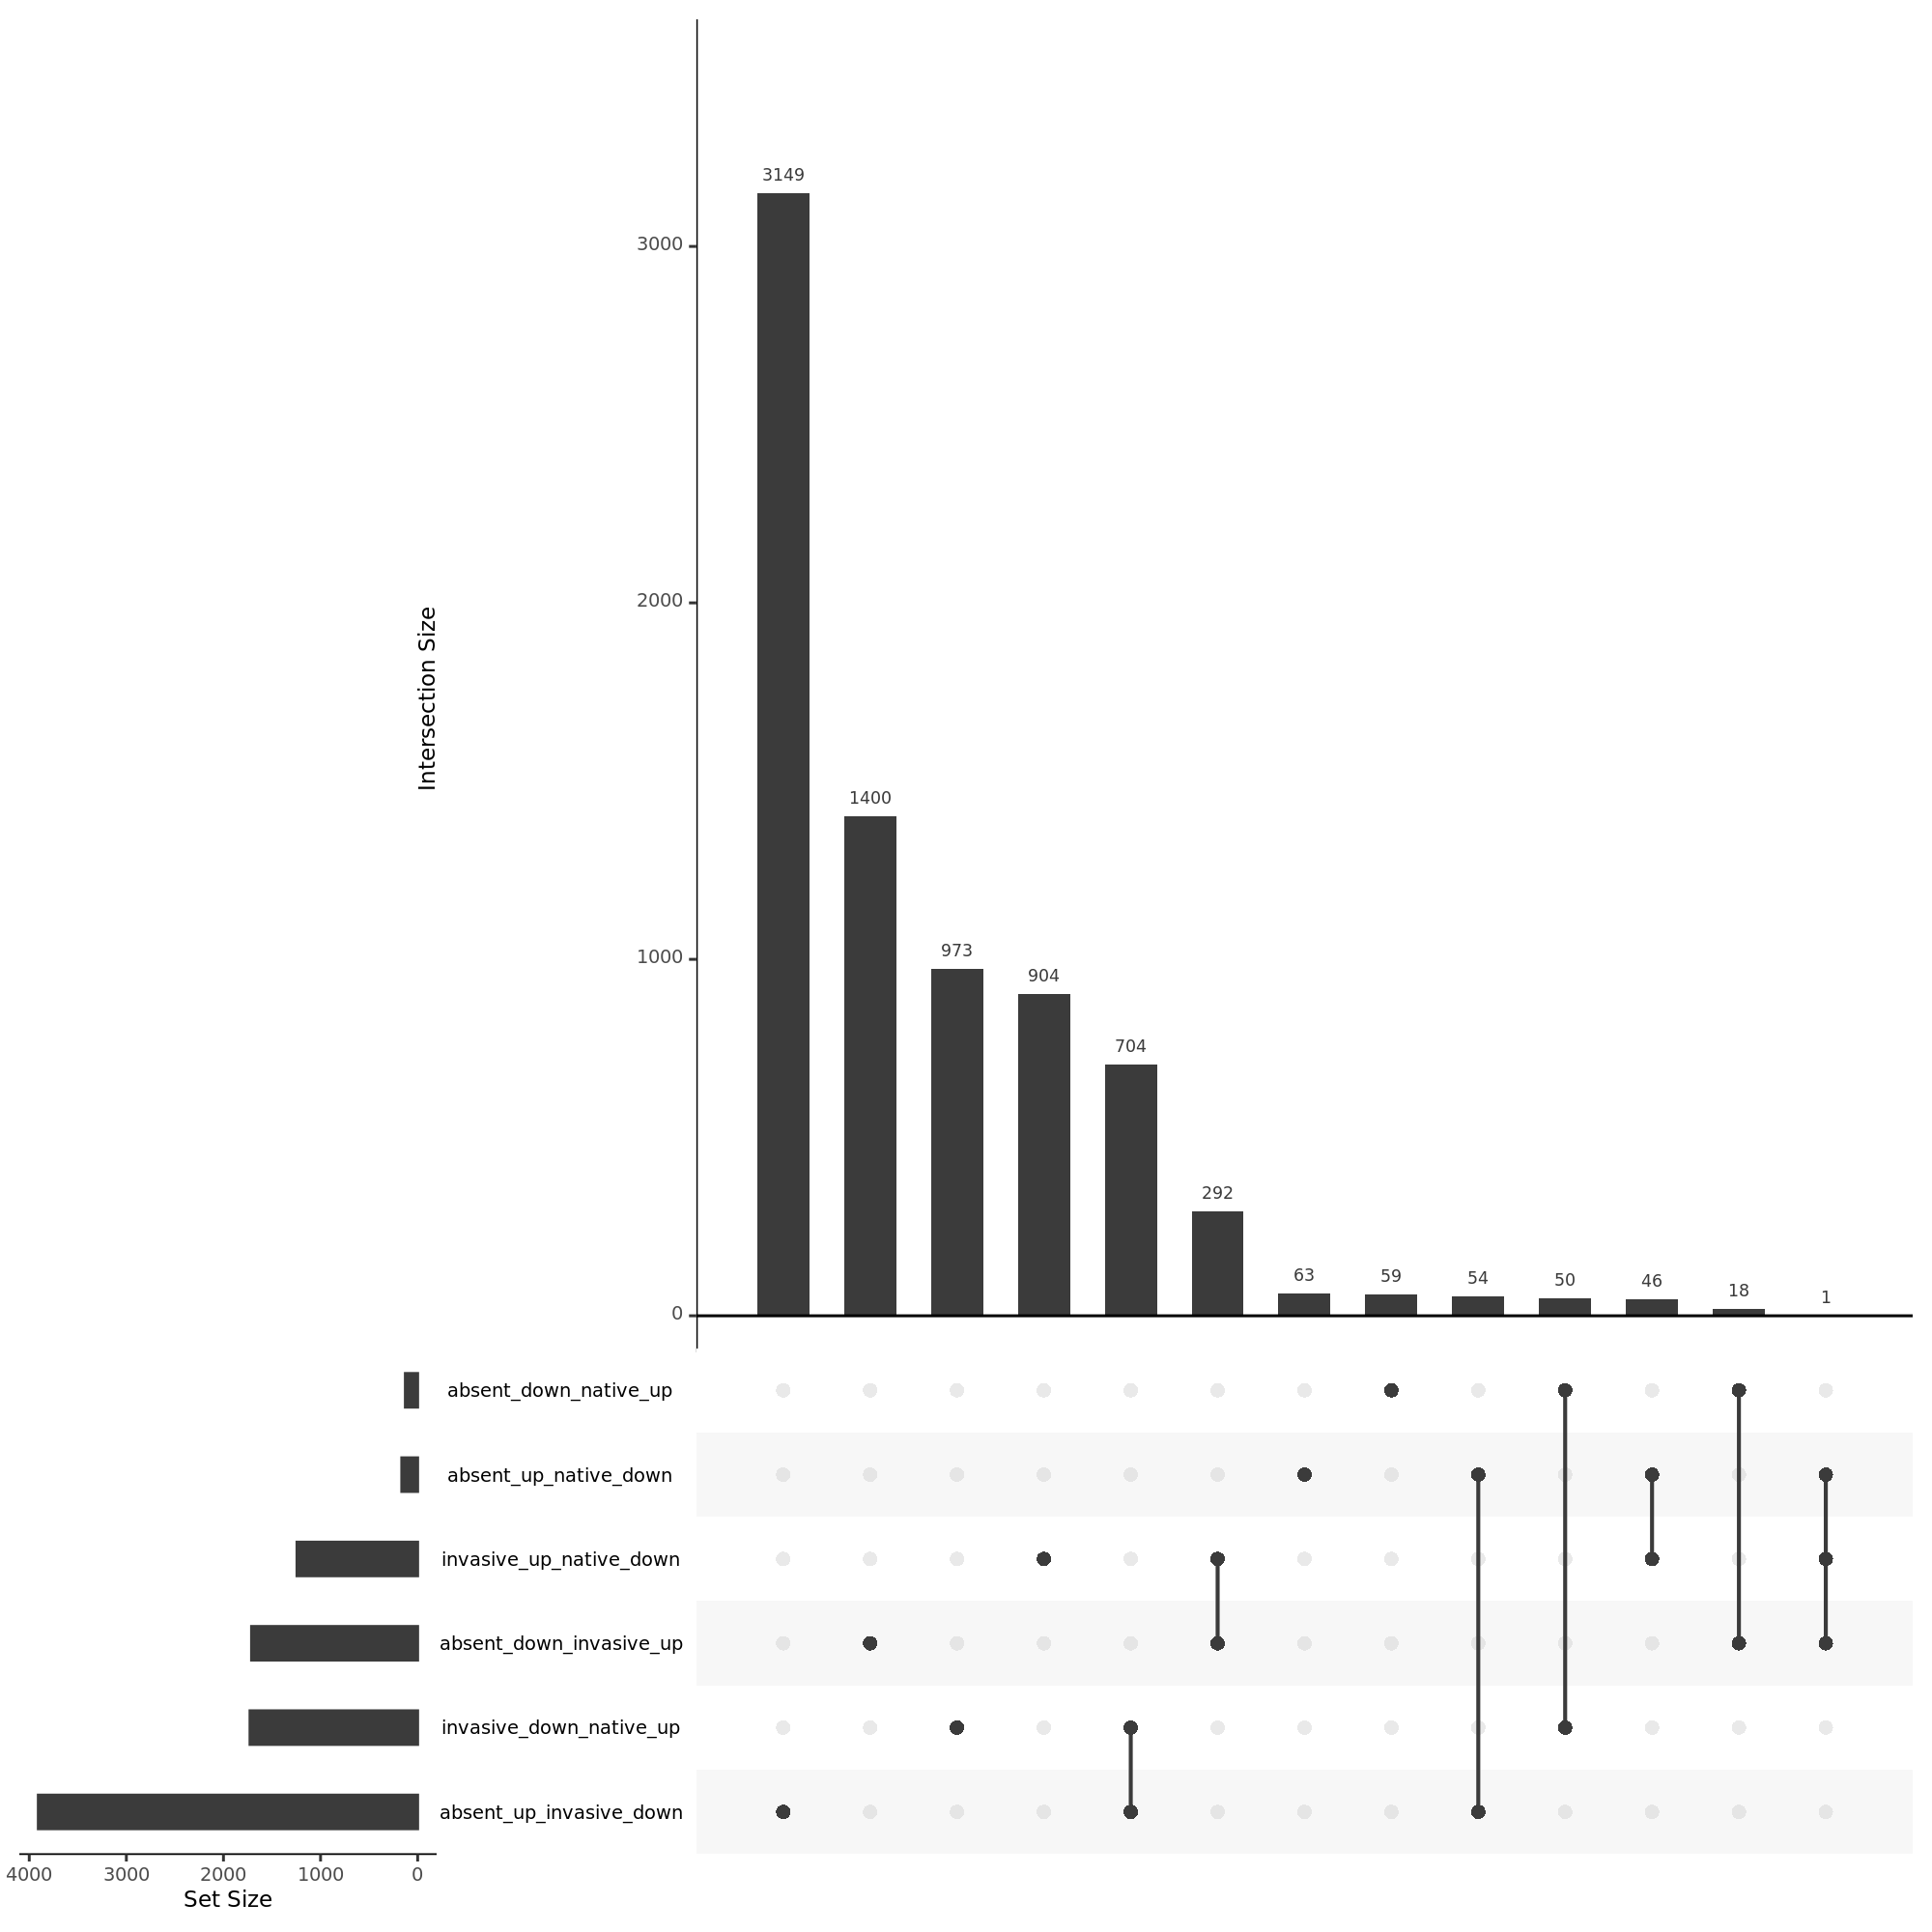 3149
3000
2000
Intersection Size
1400
1000
973
904
704
292
63
59
54
50
46
18
1
0
absent_down_native_up
absent_up_native_down
invasive_up_native_down
absent_down_invasive_up
invasive_down_native_up
absent_up_invasive_down
4000 3000 2000 1000 0
Set Size